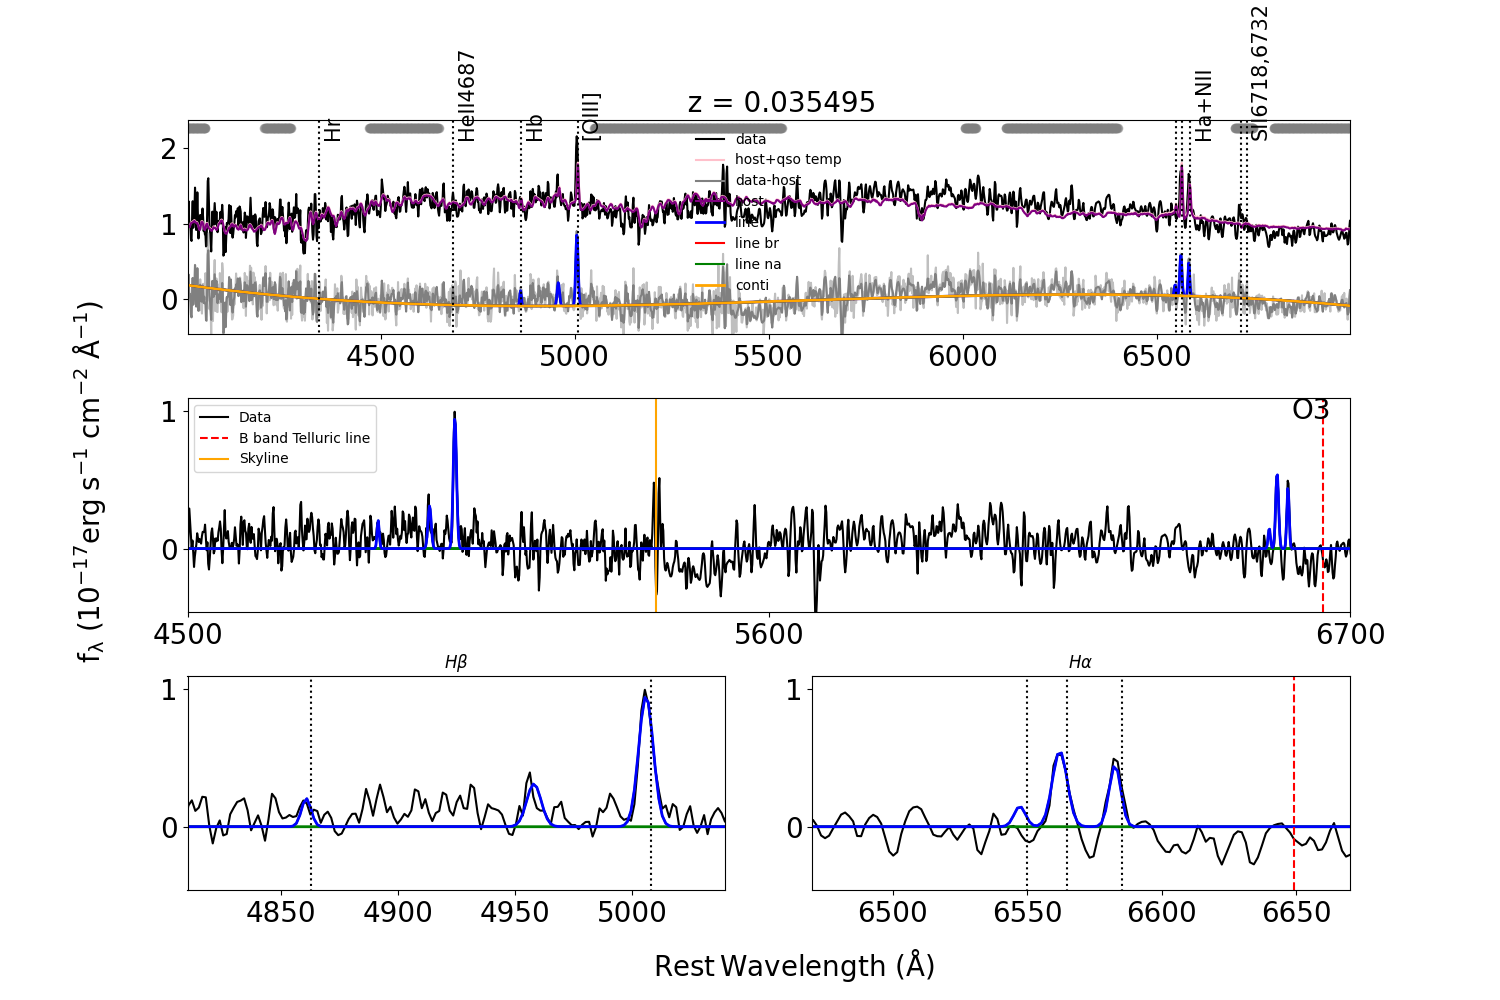 z = 0.035495
Hr
HeII4687
Hb
[OIII]
Ha+NII
SII6718,6732
data
host+qso temp
data-host
host
line
line br
line na
conti
2
1
0
4500
5000
5500
6000
6500
fλ (10⁻¹⁷erg s⁻¹ cm⁻² Å⁻¹)
Data
B band Telluric line
Skyline
O3
1
0
4500
5600
6700
Hβ
1
0
4850
4900
4950
5000
Hα
1
0
6500
6550
6600
6650
Rest Wavelength (Å)